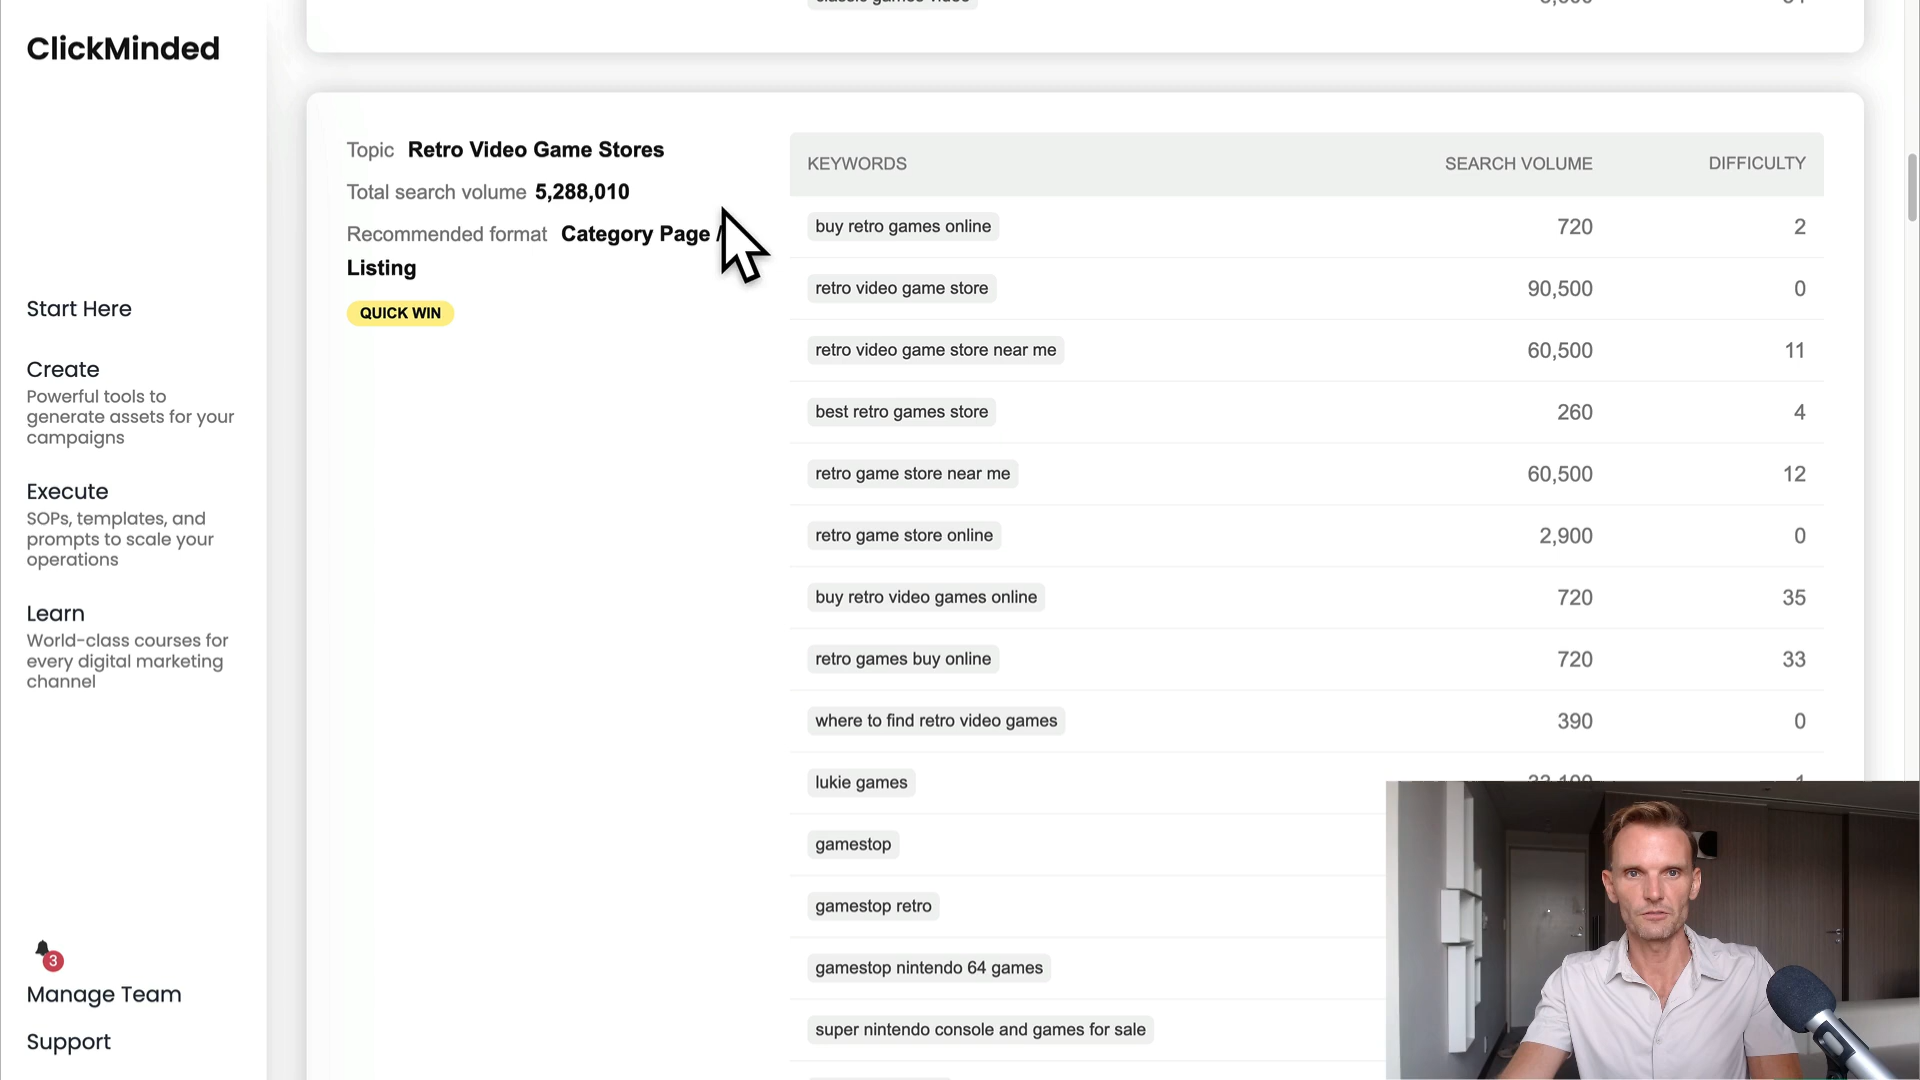 ClickMinded
Start Here
Create
Powerful tools to
generate assets for your
campaigns
Execute
SOPs, templates, and
prompts to scale your
operations
Learn
World-class courses for
every digital marketing
channel
3
Manage Team
Support
Topic Retro Video Game Stores
Total search volume 5,288,010
Recommended format Category Page /
Listing
QUICK WIN
KEYWORDS SEARCH VOLUME DIFFICULTY
buy retro games online 720 2
retro video game store 90,500 0
retro video game store near me 60,500 11
best retro games store 260 4
retro game store near me 60,500 12
retro game store online 2,900 0
buy retro video games online 720 35
retro games buy online 720 33
where to find retro video games 390 0
lukie games
gamestop
gamestop retro
gamestop nintendo 64 games
super nintendo console and games for sale